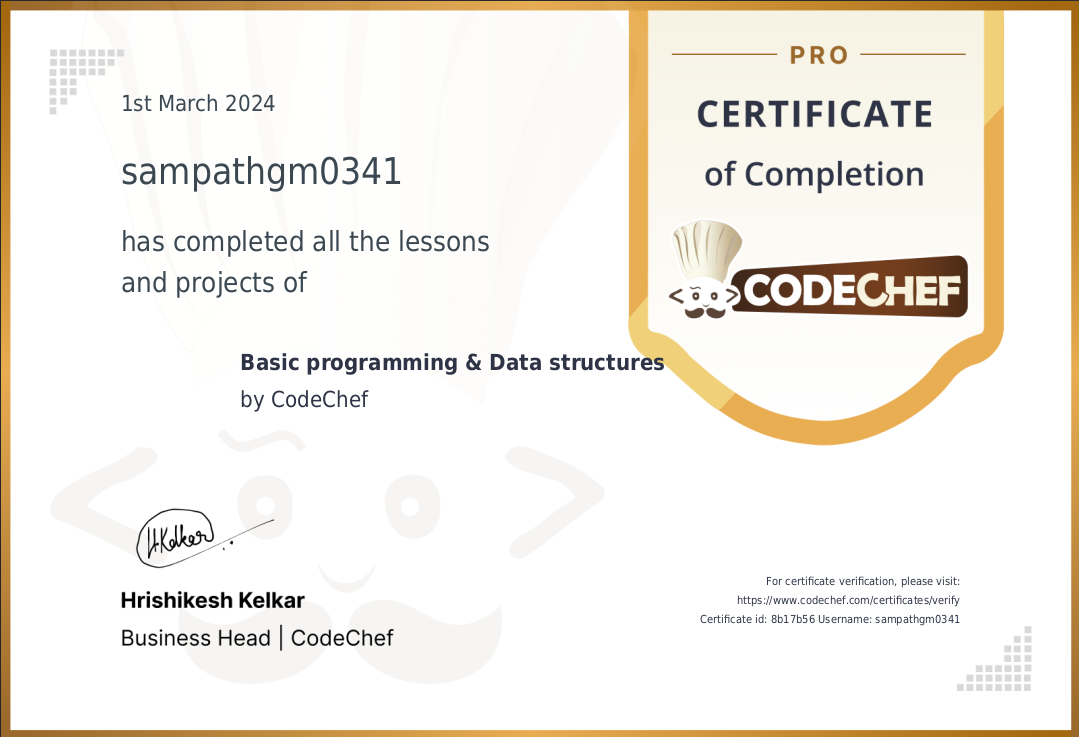 1st March 2024
sampathgm0341
has completed all the lessons
and projects of
Basic programming & Data structures
by CodeChef
PRO
CERTIFICATE
of Completion
CODECHEF
HKelkar
Hrishikesh Kelkar
Business Head | CodeChef
For certificate verification, please visit:
https://www.codechef.com/certificates/verify
Certificate id: 8b17b56 Username: sampathgm0341